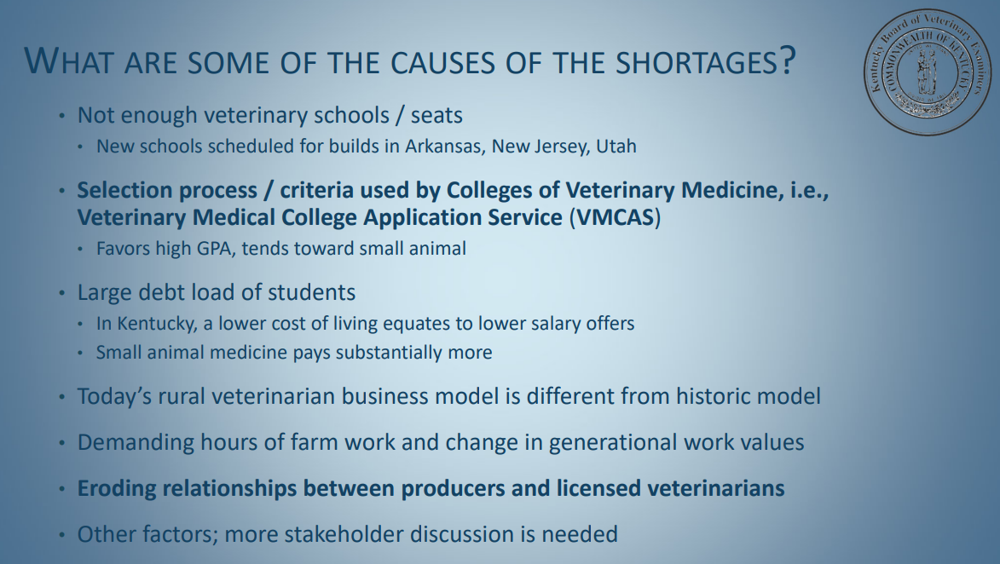 WHAT ARE SOME OF THE CAUSES OF THE SHORTAGES?
Kentucky Board of Veterinary Examiners
COMMONWEALTH OF KENTUCKY
• Not enough veterinary schools / seats
• New schools scheduled for builds in Arkansas, New Jersey, Utah
• Selection process / criteria used by Colleges of Veterinary Medicine, i.e.,
Veterinary Medical College Application Service (VMCAS)
• Favors high GPA, tends toward small animal
• Large debt load of students
• In Kentucky, a lower cost of living equates to lower salary offers
• Small animal medicine pays substantially more
• Today’s rural veterinarian business model is different from historic model
• Demanding hours of farm work and change in generational work values
• Eroding relationships between producers and licensed veterinarians
• Other factors; more stakeholder discussion is needed